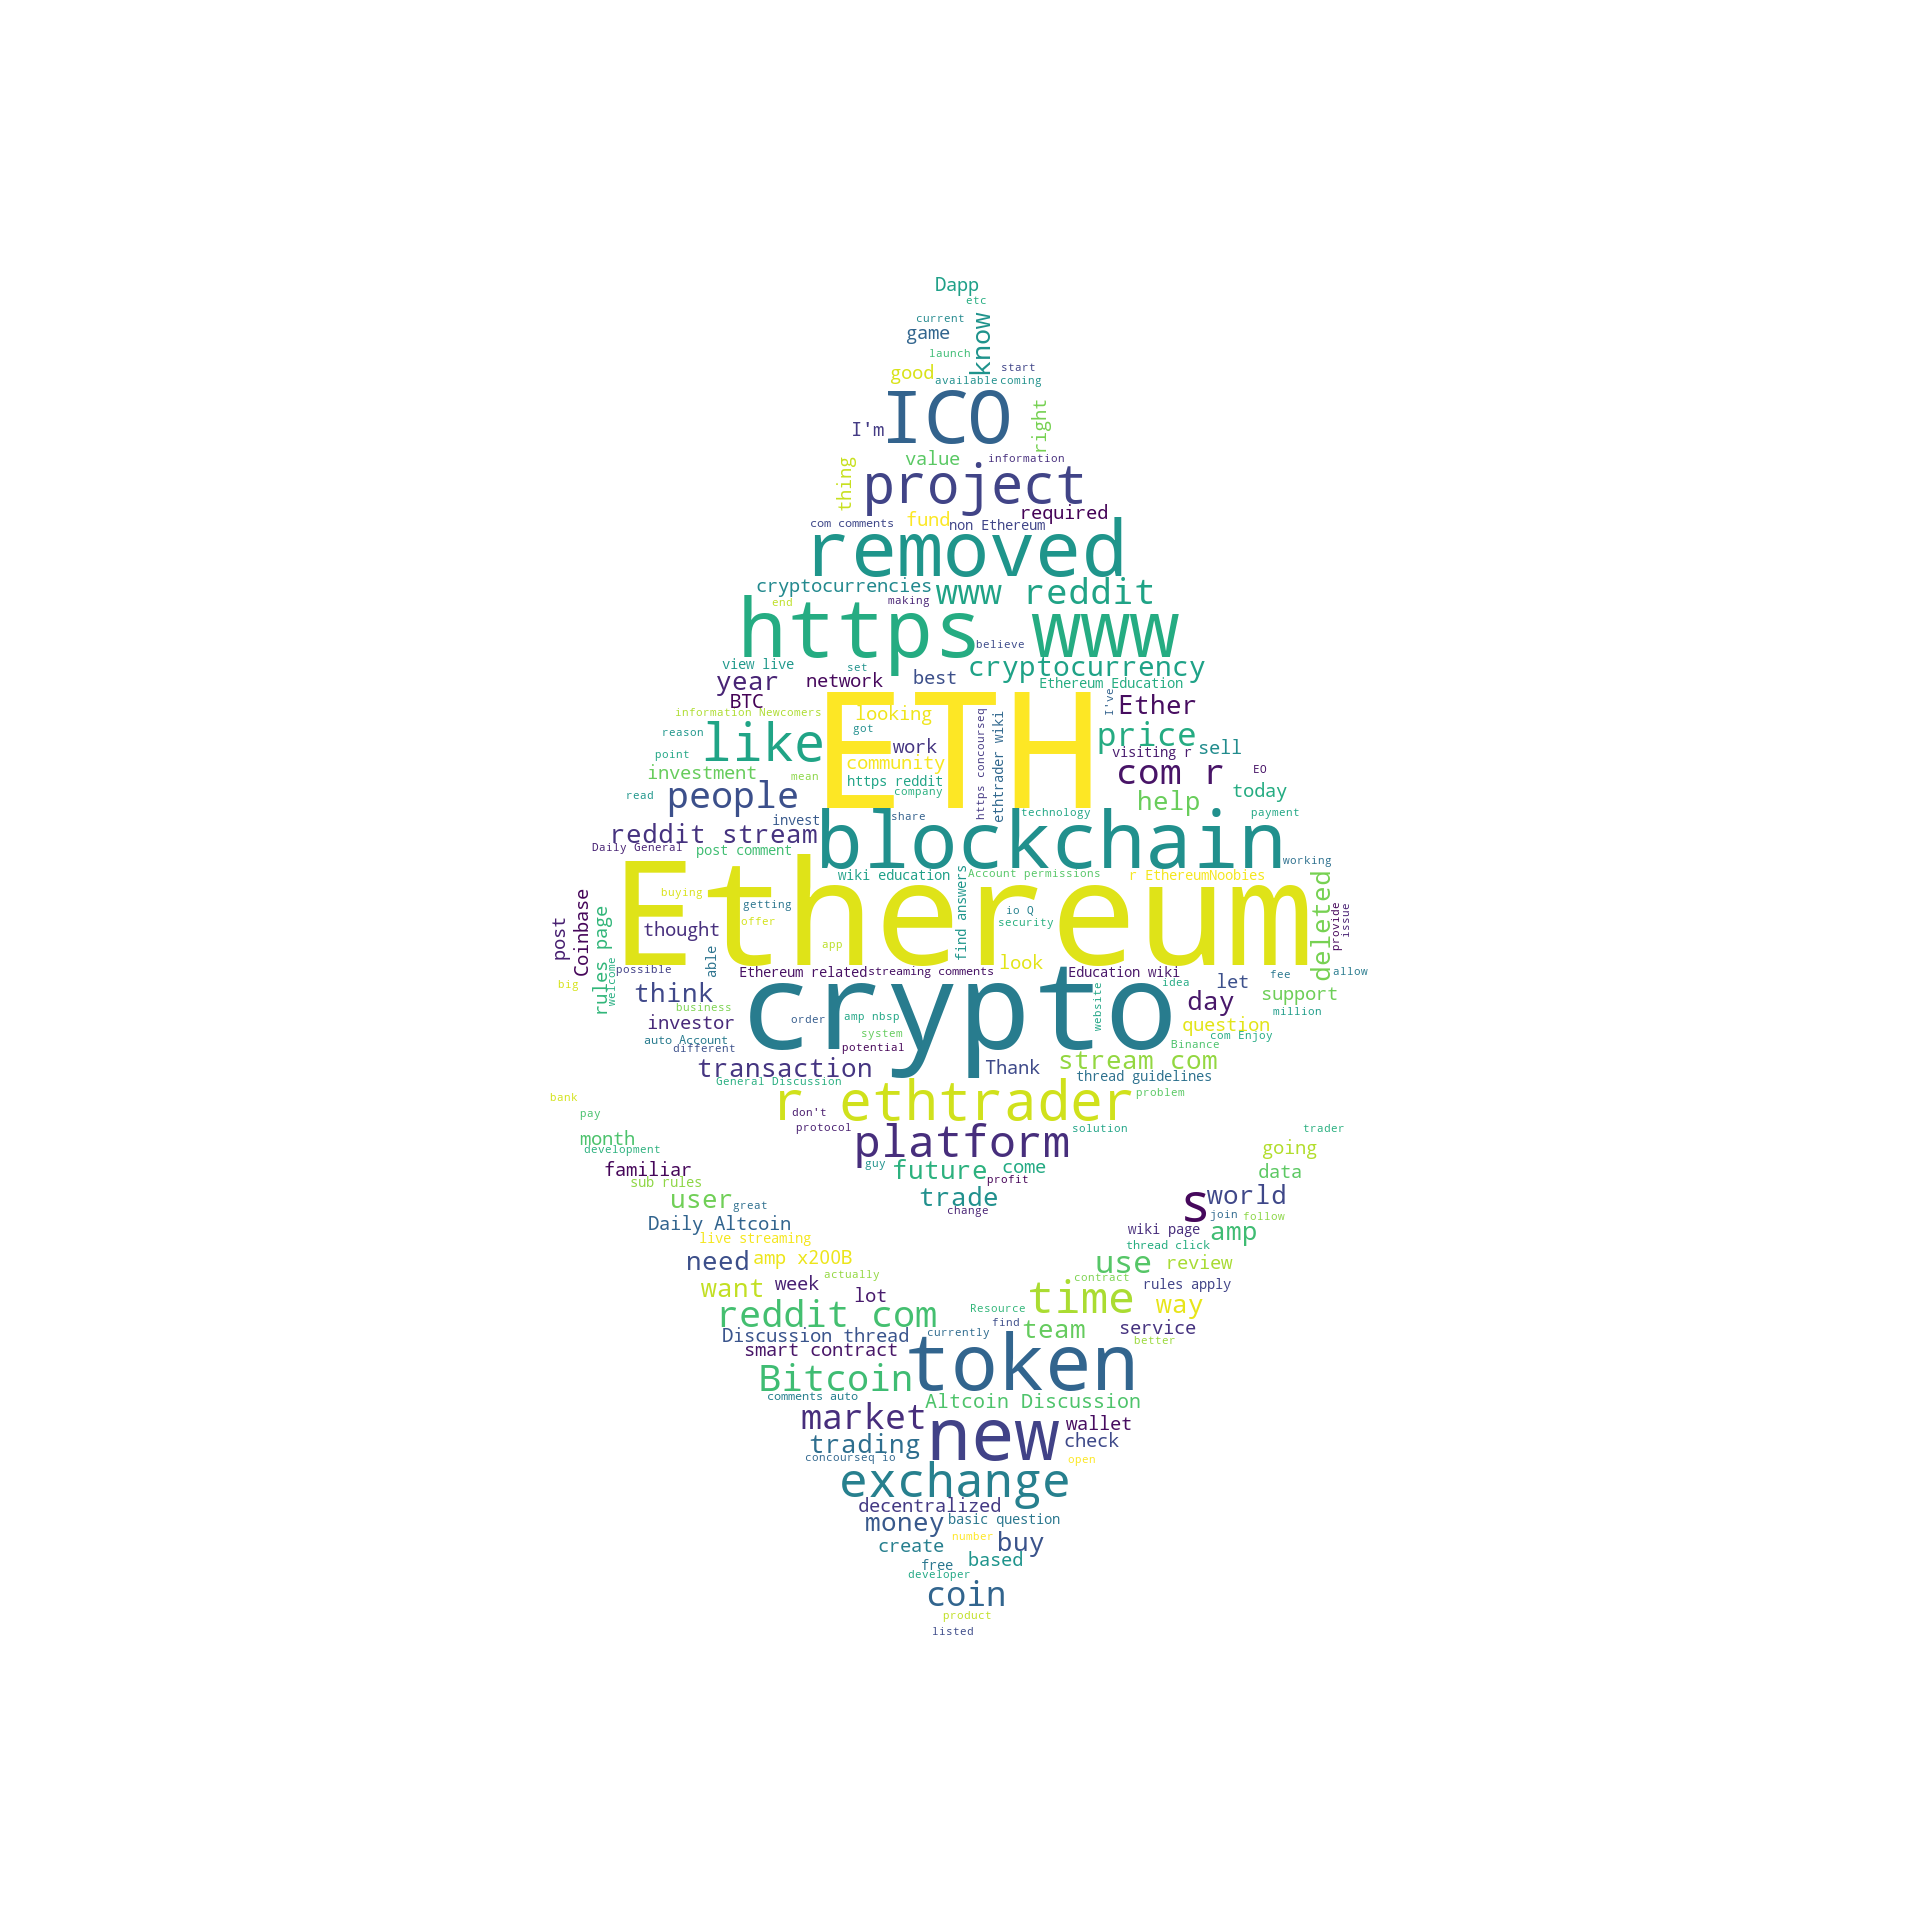 Dapp
etc
current
game
know
launch
start
good
available
coming
ICO
I'm
right
value
information
thing
project
required
com comments
fund
non Ethereum
removed
cryptocurrencies
www reddit
end
making
https
www
believe
view live
set
cryptocurrency
year
network
best
Ethereum Education
BTC
ETH
I've
Ether
information Newcomers
looking
https concourseq
ethtrader wiki
reason
like
got
price
point
work
visiting r
sell
investment
mean
community
com r
EO
https reddit
read
people
company
help
today
invest
share
technology
payment
reddit stream
blockchain
Daily General
post comment
working
wiki education
Account permissions
r EthereumNoobies
Ethereum
buying
getting
offer
find answers
io Q
security
deleted
provide
issue
post
Coinbase
rules page
thought
app
able
look
welcome
possible
Ethereum related
streaming comments
Education wiki
fee
allow
big
think
crypto
website
idea
let
support
business
day
million
investor
order
amp nbsp
question
auto Account
system
com Enjoy
different
potential
Binance
transaction
Thank
stream com
General Discussion
thread guidelines
bank
r ethtrader
problem
pay
don't
protocol
solution
trader
month
platform
development
going
familiar
guy
future
come
data
sub rules
profit
user
great
trade
s
world
change
join
follow
Daily Altcoin
wiki page
amp
live streaming
thread click
need
amp x200B
use
review
actually
contract
rules apply
want
week
lot
time
way
reddit com
Resource
find
team
service
Discussion thread
currently
better
smart contract
token
Bitcoin
comments auto
Altcoin Discussion
market
new
wallet
trading
check
concourseq io
open
exchange
decentralized
money
basic question
number
buy
create
free
based
developer
coin
product
listed